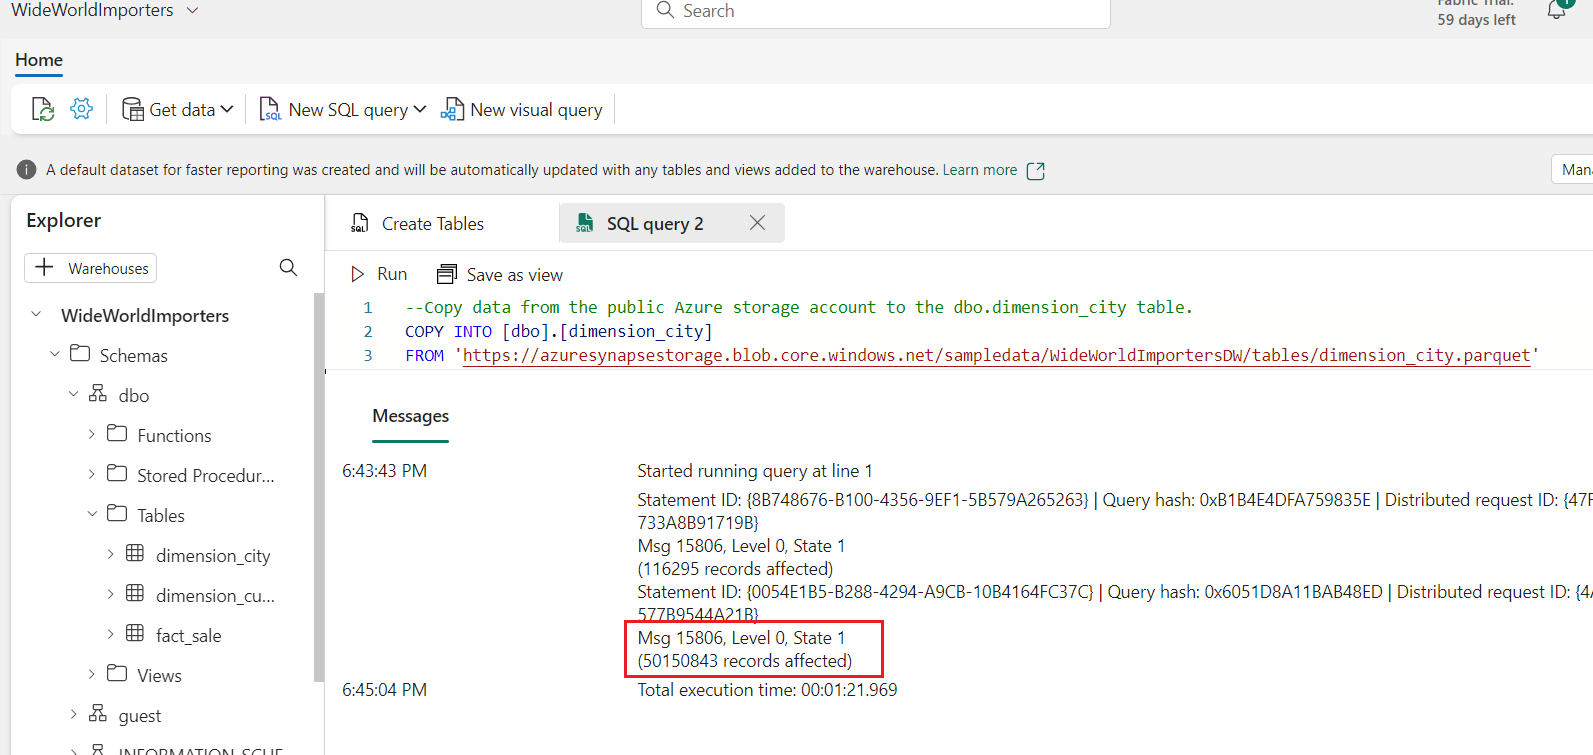 WideWorldImporters
Search
Fabric Trial:
59 days left
1
Home
Get data
New SQL query
New visual query
A default dataset for faster reporting was created and will be automatically updated with any tables and views added to the warehouse. Learn more
Explorer
Create Tables
SQL query 2
Warehouses
Run
Save as view
1 --Copy data from the public Azure storage account to the dbo.dimension_city table.
2 COPY INTO [dbo].[dimension_city]
3 FROM 'https://azuresynapsestorage.blob.core.windows.net/sampledata/WideWorldImportersDW/tables/dimension_city.parquet'
WideWorldImporters
Schemas
dbo
Functions
Stored Procedur...
Tables
dimension_city
dimension_cu...
fact_sale
Views
guest
INFORMATION_SCHE
Messages
6:43:43 PM Started running query at line 1
Statement ID: {8B748676-B100-4356-9EF1-5B579A265263} | Query hash: 0xB1B4E4DFA759835E | Distributed request ID: {47F
733A8B91719B}
Msg 15806, Level 0, State 1
(116295 records affected)
Statement ID: {0054E1B5-B288-4294-A9CB-10B4164FC37C} | Query hash: 0x6051D8A11BAB48ED | Distributed request ID: {4A
577B9544A21B}
Msg 15806, Level 0, State 1
(50150843 records affected)
6:45:04 PM Total execution time: 00:01:21.969